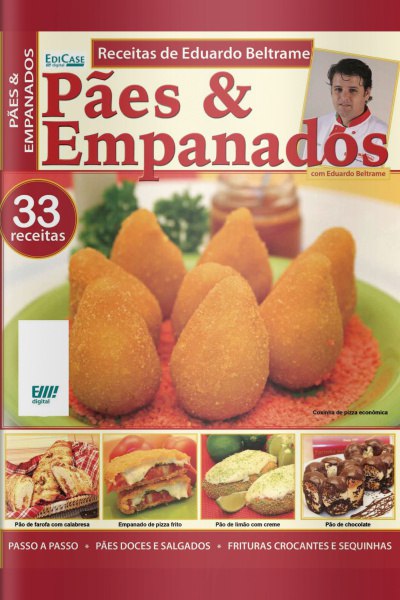 PÃES &
EMPANADOS
EDICASE
digital
Receitas de Eduardo Beltrame
Pães &
Empanados
com Eduardo Beltrame
33
receitas
EM!
digital
Coxinha de pizza econômica
Pão de farofa com calabresa
Empanado de pizza frito
Pão de limão com creme
Pão de chocolate
PASSO A PASSO • PÃES DOCES E SALGADOS • FRITURAS CROCANTES E SEQUINHAS